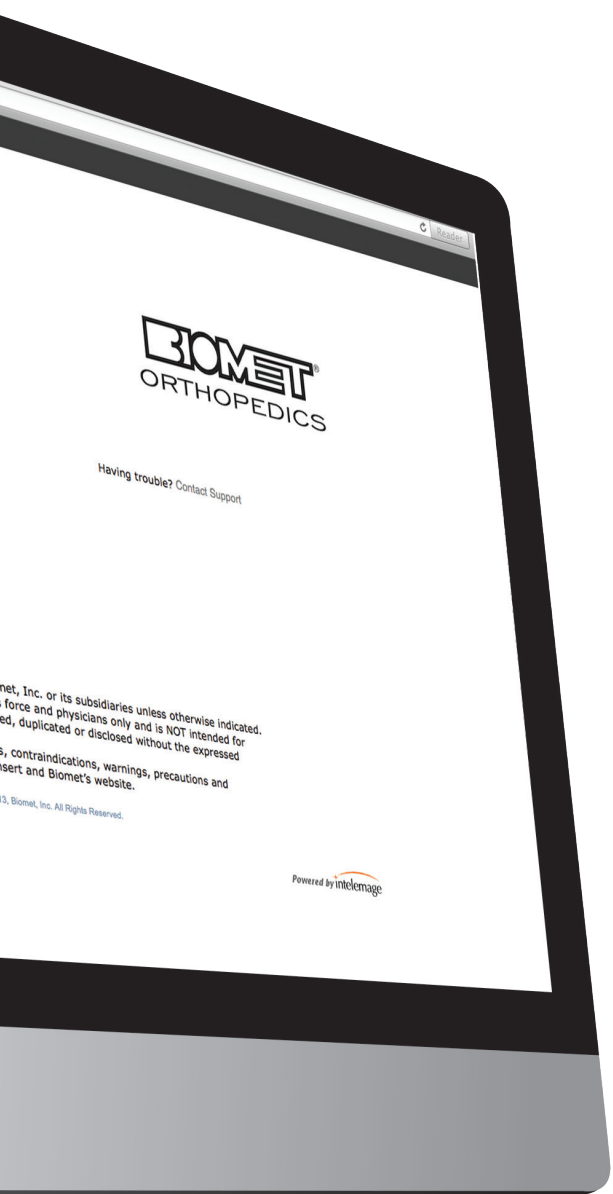 Reader
BIOMET®
ORTHOPEDICS
Having trouble? Contact Support
net, Inc. or its subsidiaries unless otherwise indicated.
force and physicians only and is NOT intended for
ed, duplicated or disclosed without the expressed
s, contraindications, warnings, precautions and
nsert and Biomet's website.
13, Biomet, Inc. All Rights Reserved.
Powered by intelemage